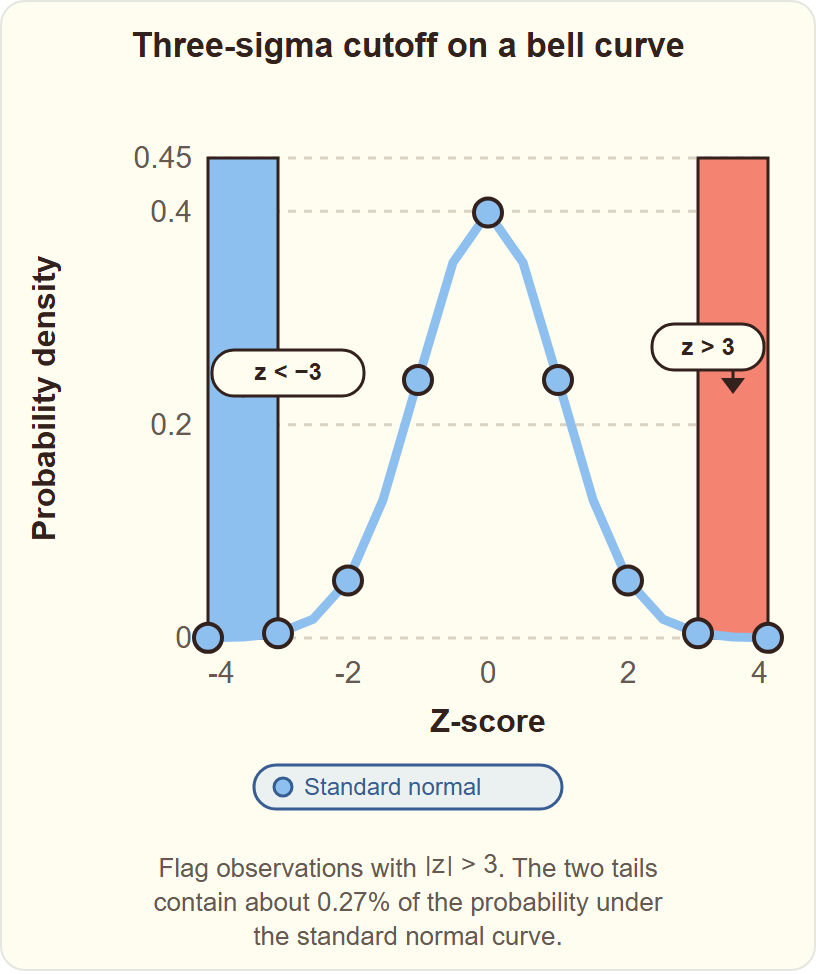 Three-sigma cutoff on a bell curve
Probability density
0.45
0.4
0.2
0
z < −3
z > 3
-4 -2 0 2 4
Z-score
Standard normal
Flag observations with |z| > 3. The two tails
contain about 0.27% of the probability under
the standard normal curve.